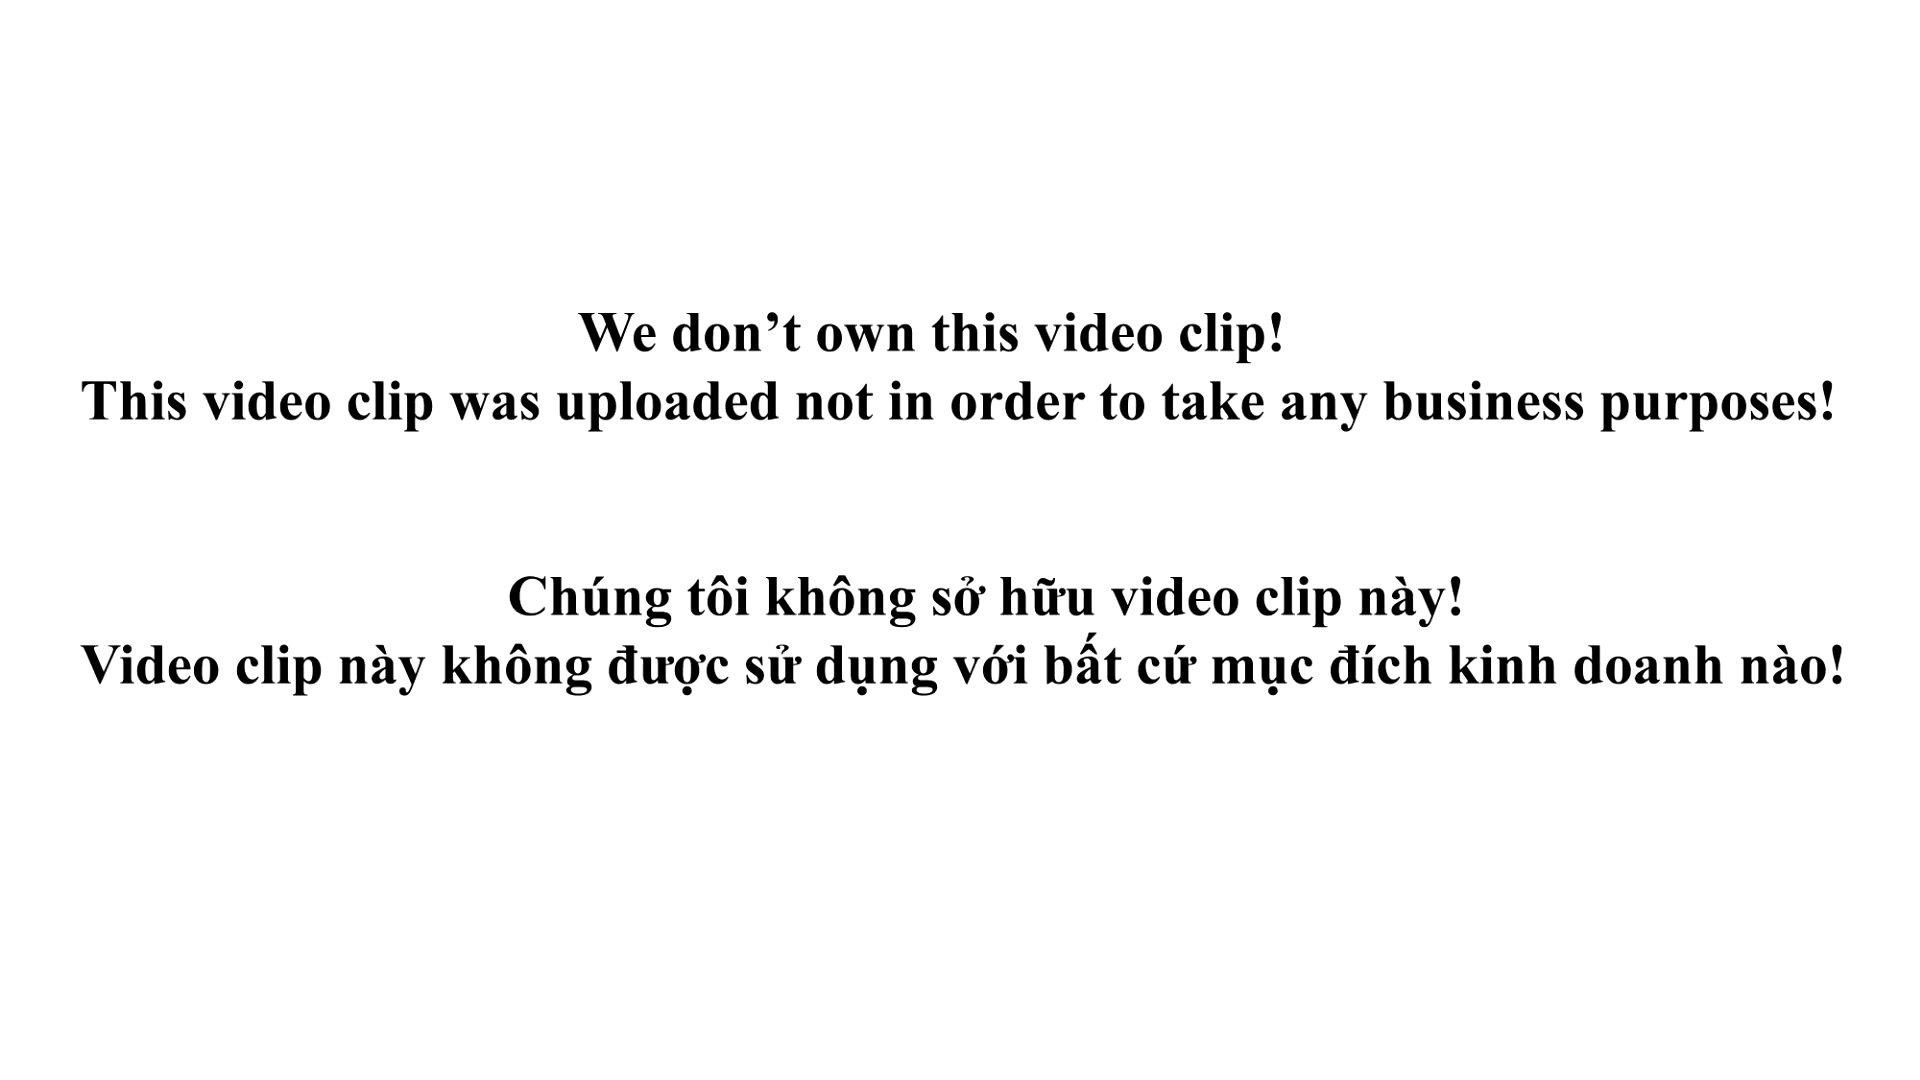 We don’t own this video clip!
This video clip was uploaded not in order to take any business purposes!
Chúng tôi không sở hữu video clip này!
Video clip này không được sử dụng với bất cứ mục đích kinh doanh nào!